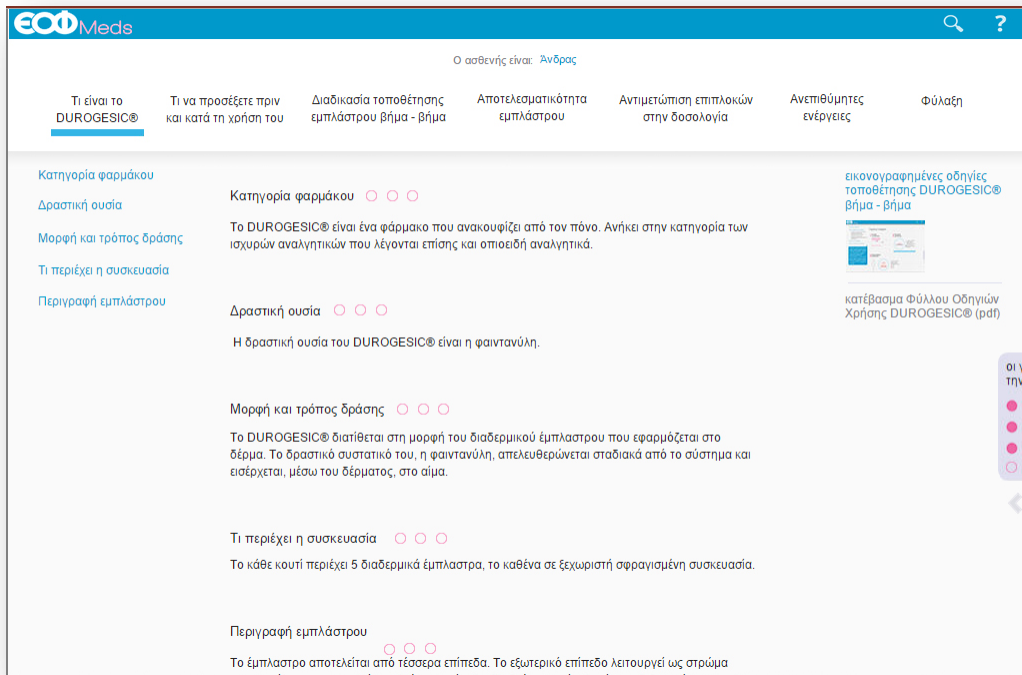 ΕΟΦMeds
?
Ο ασθενής είναι: Άνδρας
Τι είναι το
DUROGESIC®
Τι να προσέξετε πριν
και κατά τη χρήση του
Διαδικασία τοποθέτησης
εμπλάστρου βήμα - βήμα
Αποτελεσματικότητα
εμπλάστρου
Αντιμετώπιση επιπλοκών
στην δοσολογία
Ανεπιθύμητες
ενέργειες
Φύλαξη
Κατηγορία φαρμάκου
Δραστική ουσία
Μορφή και τρόπος δράσης
Τι περιέχει η συσκευασία
Περιγραφή εμπλάστρου
Κατηγορία φαρμάκου
Το DUROGESIC® είναι ένα φάρμακο που ανακουφίζει από τον πόνο. Ανήκει στην κατηγορία των
ισχυρών αναλγητικών που λέγονται επίσης και οπιοειδή αναλγητικά.
Δραστική ουσία
Η δραστική ουσία του DUROGESIC® είναι η φαιντανύλη.
Μορφή και τρόπος δράσης
Το DUROGESIC® διατίθεται στη μορφή του διαδερμικού έμπλαστρου που εφαρμόζεται στο
δέρμα. Το δραστικό συστατικό του, η φαιντανύλη, απελευθερώνεται σταδιακά από το σύστημα και
εισέρχεται, μέσω του δέρματος, στο αίμα.
Τι περιέχει η συσκευασία
Το κάθε κουτί περιέχει 5 διαδερμικά έμπλαστρα, το καθένα σε ξεχωριστή σφραγισμένη συσκευασία.
Περιγραφή εμπλάστρου
Το έμπλαστρο αποτελείται από τέσσερα επίπεδα. Το εξωτερικό επίπεδο λειτουργεί ως στρώμα
εικονογραφημένες οδηγίες
τοποθέτησης DUROGESIC®
βήμα - βήμα
κατέβασμα Φύλλου Οδηγιών
Χρήσης DUROGESIC® (pdf)
οι
την